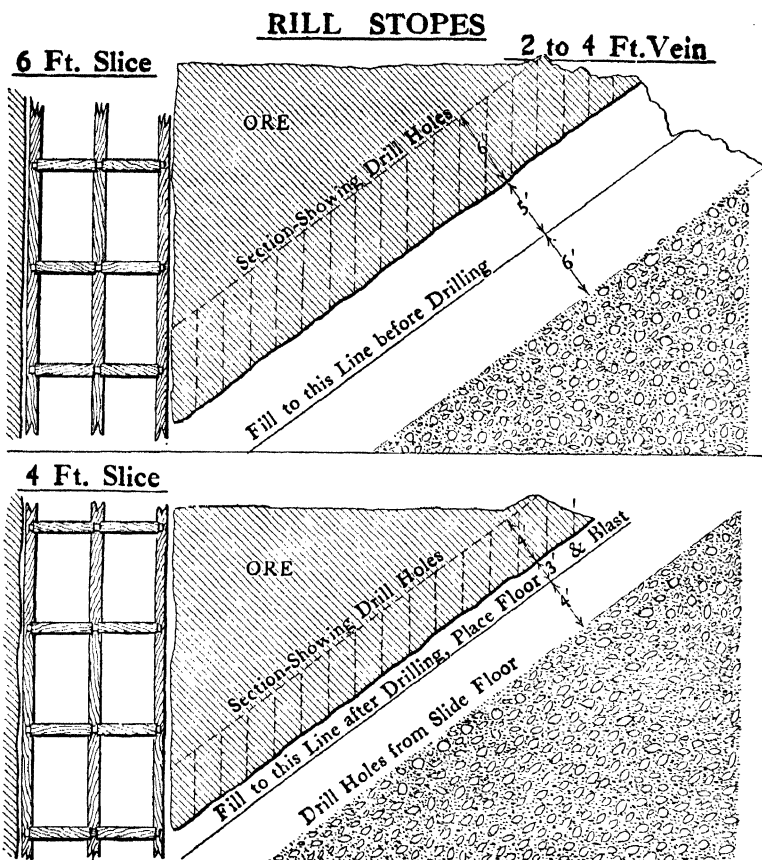 RILL STOPES
6 Ft. Slice
2 to 4 Ft. Vein
ORE
Section Showing Drill Holes
6'
5'
6'
Fill to this Line before Drilling
4 Ft. Slice
ORE
Section Showing Drill Holes
4'
3'
4'
Fill to this Line after Drilling, Place Floor & Blast
Drill Holes from Slide Floor